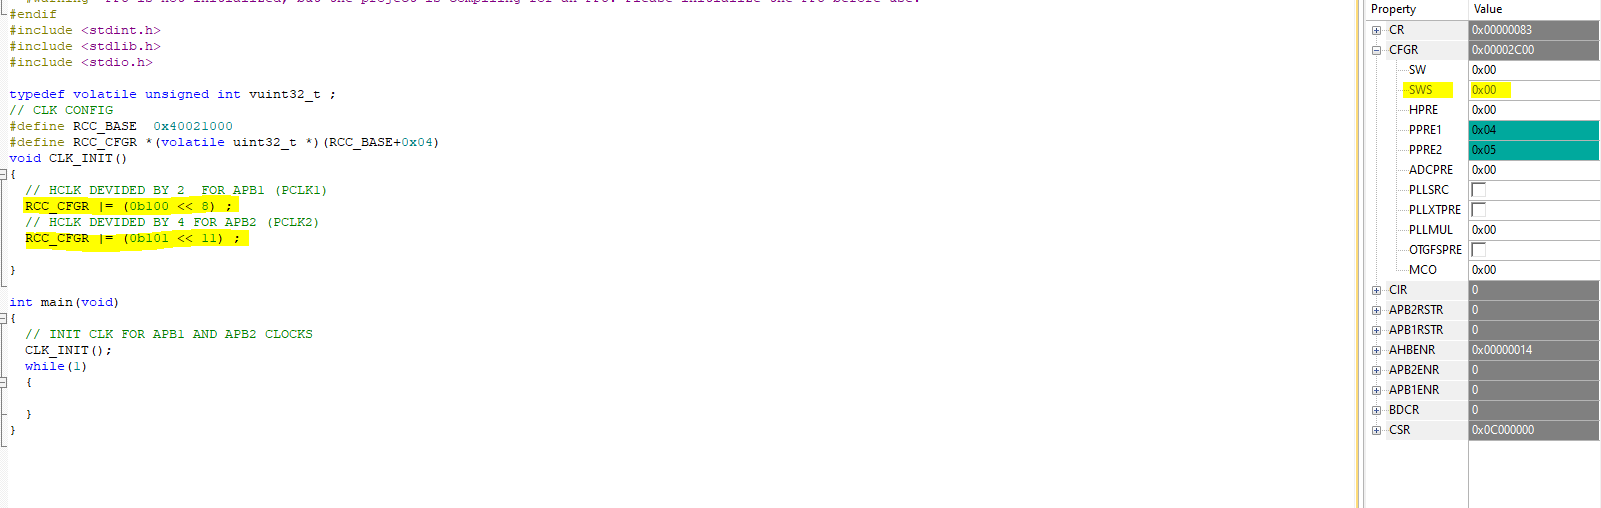 #endif
#include <stdint.h>
#include <stdlib.h>
#include <stdio.h>
typedef volatile unsigned int vuint32_t ;
// CLK CONFIG
#define RCC_BASE  0x40021000
#define RCC_CFGR *(volatile uint32_t *)(RCC_BASE+0x04)
void CLK_INIT()
{
// HCLK DEVIDED BY 2  FOR APB1 (PCLK1)
RCC_CFGR |= (0b100 << 8) ;
// HCLK DEVIDED BY 4 FOR APB2 (PCLK2)
RCC_CFGR |= (0b101 << 11) ;
}
int main(void)
{
// INIT CLK FOR APB1 AND APB2 CLOCKS
CLK_INIT();
while(1)
{
}
}
Property Value
CR 0x00000083
CFGR 0x00002C00
SW 0x00
SWS 0x00
HPRE 0x00
PPRE1 0x04
PPRE2 0x05
ADCPRE 0x00
PLLSRC
PLLXTPRE
PLLMUL 0x00
OTGFSPRE
MCO 0x00
CIR 0
APB2RSTR 0
APB1RSTR 0
AHBENR 0x00000014
APB2ENR 0
APB1ENR 0
BDCR 0
CSR 0x0C000000